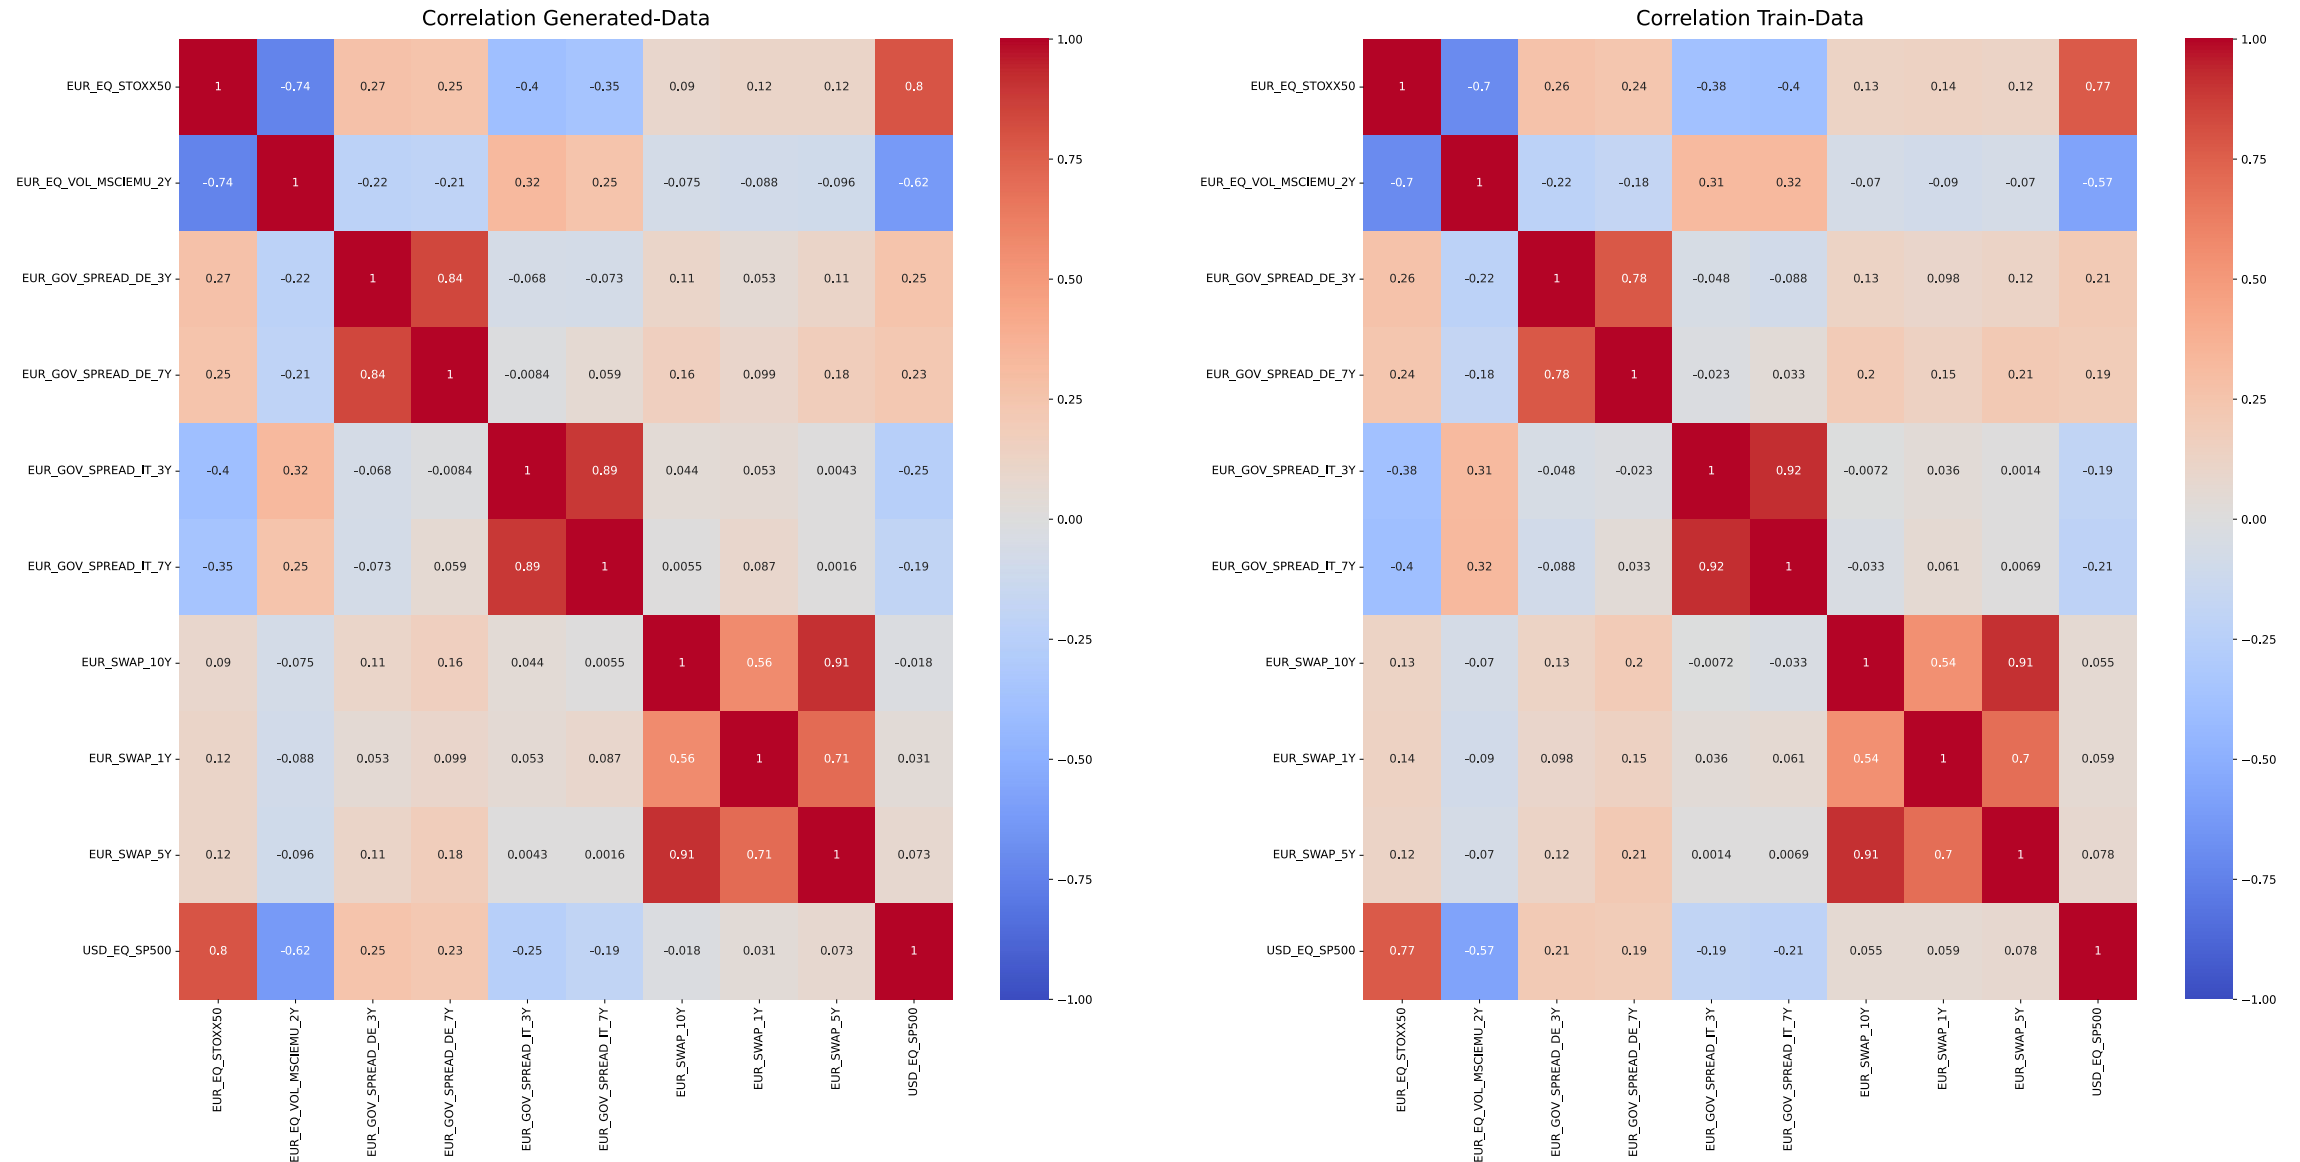 Correlation Generated-Data
EUR_EQ_STOXX50 1 -0.74 0.27 0.25 -0.4 -0.35 0.09 0.12 0.12 0.8
EUR_EQ_VOL_MSCIEMU_2Y -0.74 1 -0.22 -0.21 0.32 0.25 -0.075 -0.088 -0.096 -0.62
EUR_GOV_SPREAD_DE_3Y 0.27 -0.22 1 0.84 -0.068 -0.073 0.11 0.053 0.11 0.25
EUR_GOV_SPREAD_DE_7Y 0.25 -0.21 0.84 1 -0.0084 0.059 0.16 0.099 0.18 0.23
EUR_GOV_SPREAD_IT_3Y -0.4 0.32 -0.068 -0.0084 1 0.89 0.044 0.053 0.0043 -0.25
EUR_GOV_SPREAD_IT_7Y -0.35 0.25 -0.073 0.059 0.89 1 0.0055 0.087 0.0016 -0.19
EUR_SWAP_10Y 0.09 -0.075 0.11 0.16 0.044 0.0055 1 0.56 0.91 -0.018
EUR_SWAP_1Y 0.12 -0.088 0.053 0.099 0.053 0.087 0.56 1 0.71 0.031
EUR_SWAP_5Y 0.12 -0.096 0.11 0.18 0.0043 0.0016 0.91 0.71 1 0.073
USD_EQ_SP500 0.8 -0.62 0.25 0.23 -0.25 -0.19 -0.018 0.031 0.073 1
EUR_EQ_STOXX50
EUR_EQ_VOL_MSCIEMU_2Y
EUR_GOV_SPREAD_DE_3Y
EUR_GOV_SPREAD_DE_7Y
EUR_GOV_SPREAD_IT_3Y
EUR_GOV_SPREAD_IT_7Y
EUR_SWAP_10Y
EUR_SWAP_1Y
EUR_SWAP_5Y
USD_EQ_SP500
1.00
0.75
0.50
0.25
0.00
−0.25
−0.50
−0.75
−1.00
Correlation Train-Data
EUR_EQ_STOXX50 1 -0.7 0.26 0.24 -0.38 -0.4 0.13 0.14 0.12 0.77
EUR_EQ_VOL_MSCIEMU_2Y -0.7 1 -0.22 -0.18 0.31 0.32 -0.07 -0.09 -0.07 -0.57
EUR_GOV_SPREAD_DE_3Y 0.26 -0.22 1 0.78 -0.048 -0.088 0.13 0.098 0.12 0.21
EUR_GOV_SPREAD_DE_7Y 0.24 -0.18 0.78 1 -0.023 0.033 0.2 0.15 0.21 0.19
EUR_GOV_SPREAD_IT_3Y -0.38 0.31 -0.048 -0.023 1 0.92 -0.0072 0.036 0.0014 -0.19
EUR_GOV_SPREAD_IT_7Y -0.4 0.32 -0.088 0.033 0.92 1 -0.033 0.061 0.0069 -0.21
EUR_SWAP_10Y 0.13 -0.07 0.13 0.2 -0.0072 -0.033 1 0.54 0.91 0.055
EUR_SWAP_1Y 0.14 -0.09 0.098 0.15 0.036 0.061 0.54 1 0.7 0.059
EUR_SWAP_5Y 0.12 -0.07 0.12 0.21 0.0014 0.0069 0.91 0.7 1 0.078
USD_EQ_SP500 0.77 -0.57 0.21 0.19 -0.19 -0.21 0.055 0.059 0.078 1
EUR_EQ_STOXX50
EUR_EQ_VOL_MSCIEMU_2Y
EUR_GOV_SPREAD_DE_3Y
EUR_GOV_SPREAD_DE_7Y
EUR_GOV_SPREAD_IT_3Y
EUR_GOV_SPREAD_IT_7Y
EUR_SWAP_10Y
EUR_SWAP_1Y
EUR_SWAP_5Y
USD_EQ_SP500
1.00
0.75
0.50
0.25
0.00
−0.25
−0.50
−0.75
−1.00